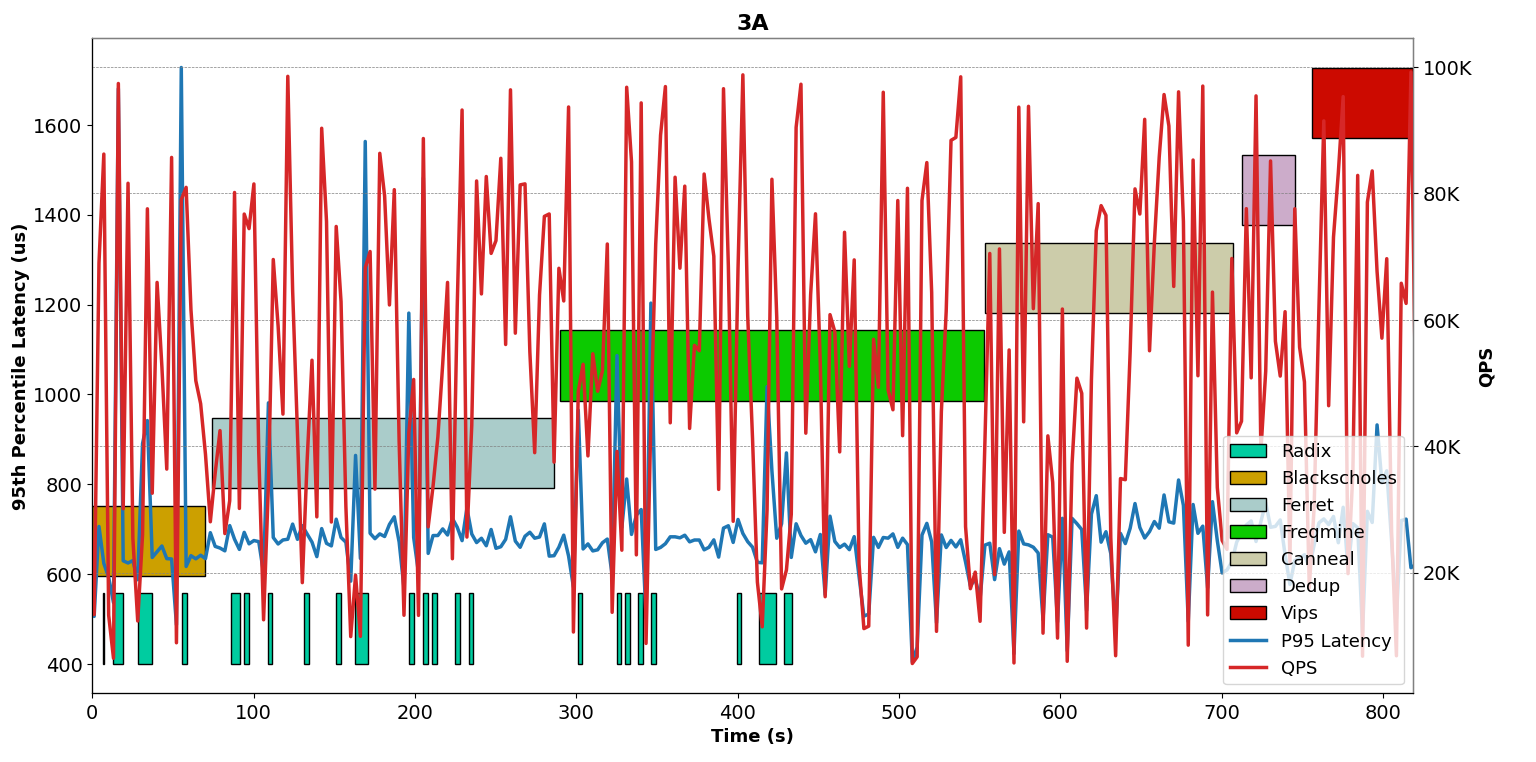 3A
95th Percentile Latency (us)
1600
1400
1200
1000
800
600
400
100K
80K
60K
40K
20K
QPS
Radix
Blackscholes
Ferret
Freqmine
Canneal
Dedup
Vips
P95 Latency
QPS
0 100 200 300 400 500 600 700 800
Time (s)